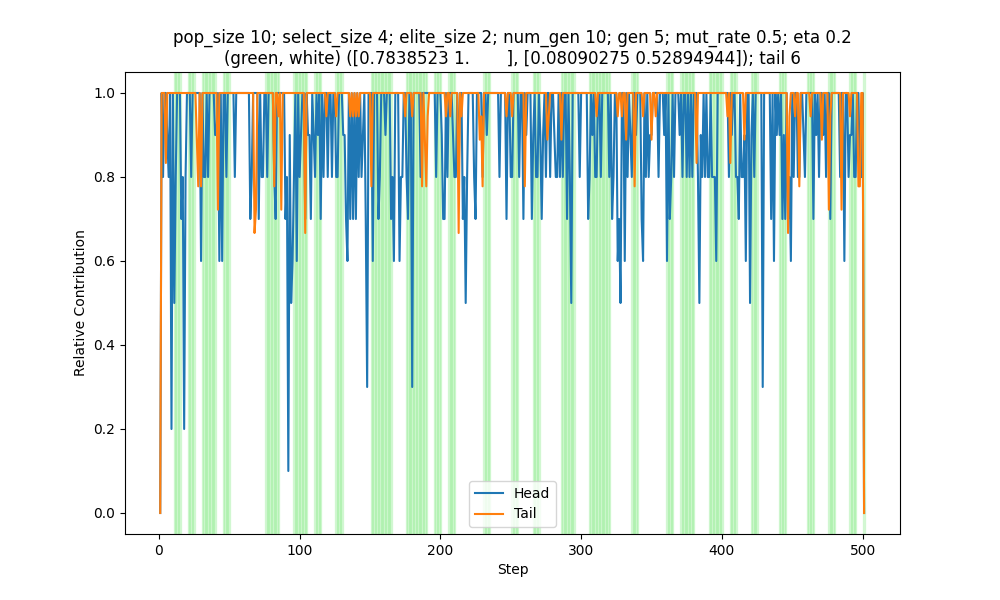 pop_size 10; select_size 4; elite_size 2; num_gen 10; gen 5; mut_rate 0.5; eta 0.2
(green, white) ([0.7838523 1.       ], [0.08090275 0.52894944]); tail 6
1.0
0.8
0.6
0.4
0.2
0.0
Relative Contribution
Head
Tail
0
100
200
300
400
500
Step